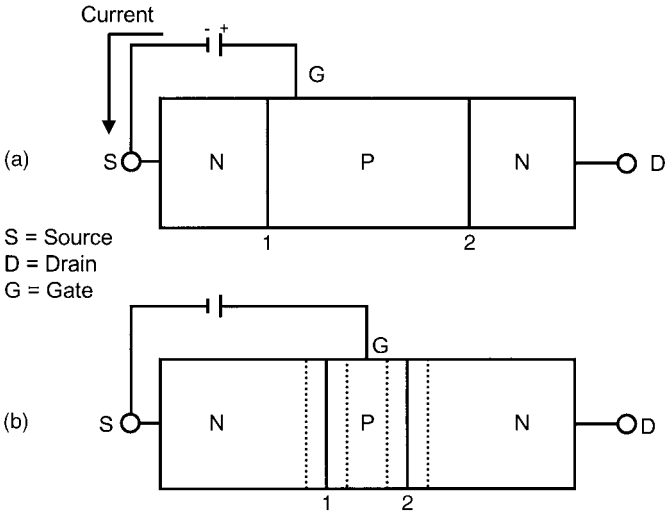 Current
- +
G
(a)
S
N
P
N
D
1
2
S = Source
D = Drain
G = Gate
G
(b)
S
N
P
N
D
1
2